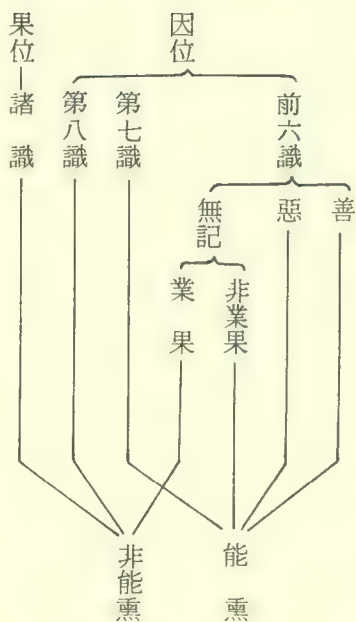 因位
前六識
善
惡
無記
非業果
業果
第七識
第八識
果位—諸識
能熏
非能熏